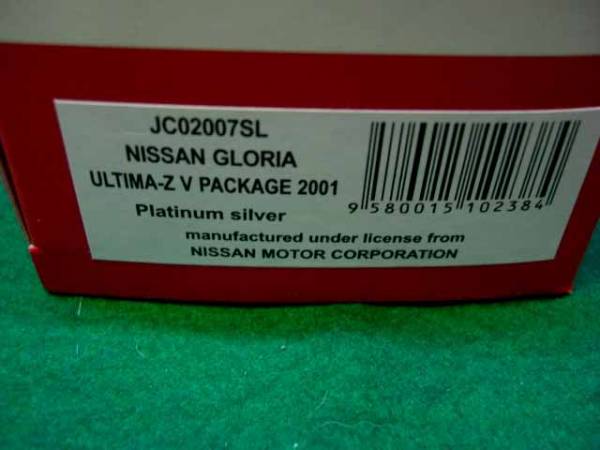 JC02007SL
NISSAN GLORIA
ULTIMA-Z V PACKAGE 2001
Platinum silver
9 580015 102384
manufactured under license from
NISSAN MOTOR CORPORATION